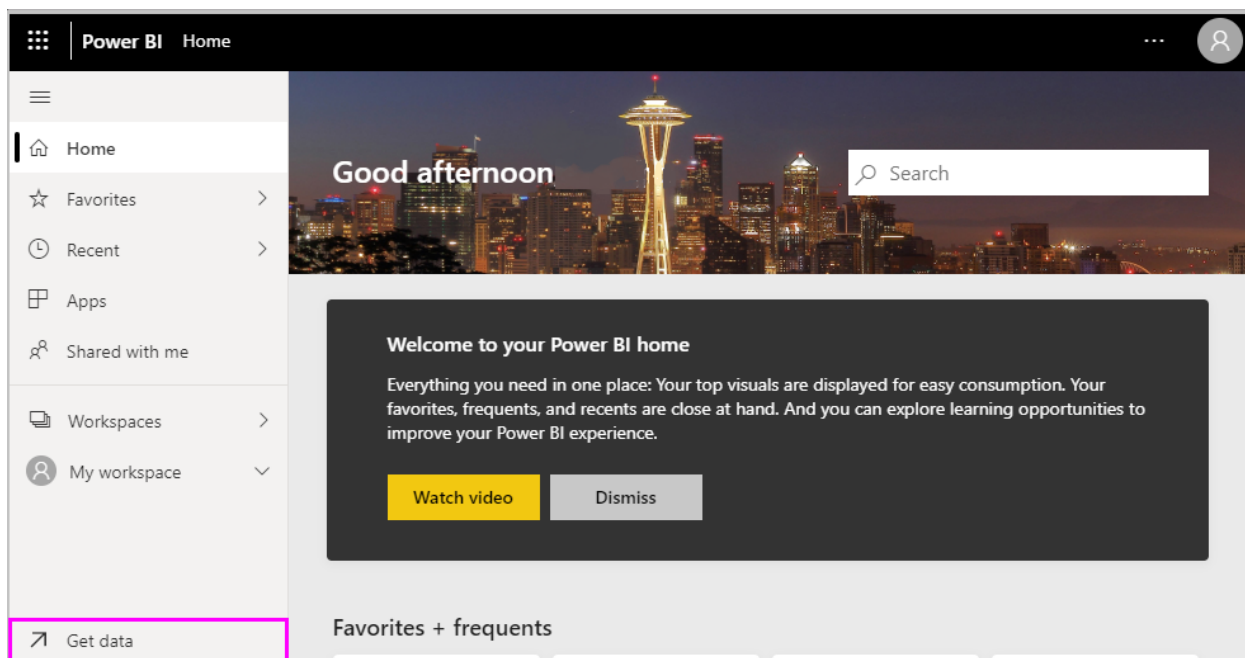 Power BI Home
Home
Favorites
Recent
Apps
Shared with me
Workspaces
My workspace
Get data
Good afternoon
Search
Welcome to your Power BI home
Everything you need in one place: Your top visuals are displayed for easy consumption. Your
favorites, frequents, and recents are close at hand. And you can explore learning opportunities to
improve your Power BI experience.
Watch video
Dismiss
Favorites + frequents